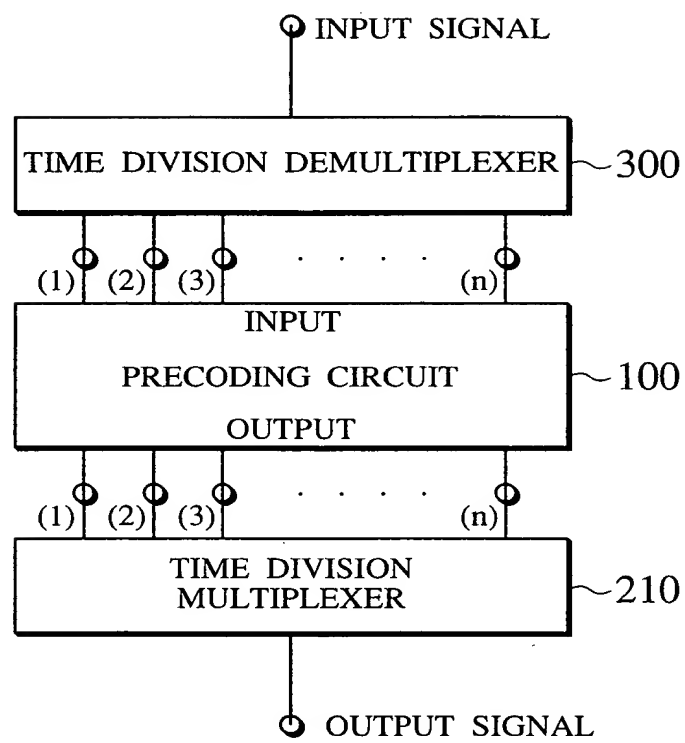 INPUT SIGNAL
TIME DIVISION DEMULTIPLEXER
300
(1) (2) (3) · · · · (n)
INPUT
PRECODING CIRCUIT
100
OUTPUT
(1) (2) (3) · · · · (n)
TIME DIVISION
MULTIPLEXER
210
OUTPUT SIGNAL